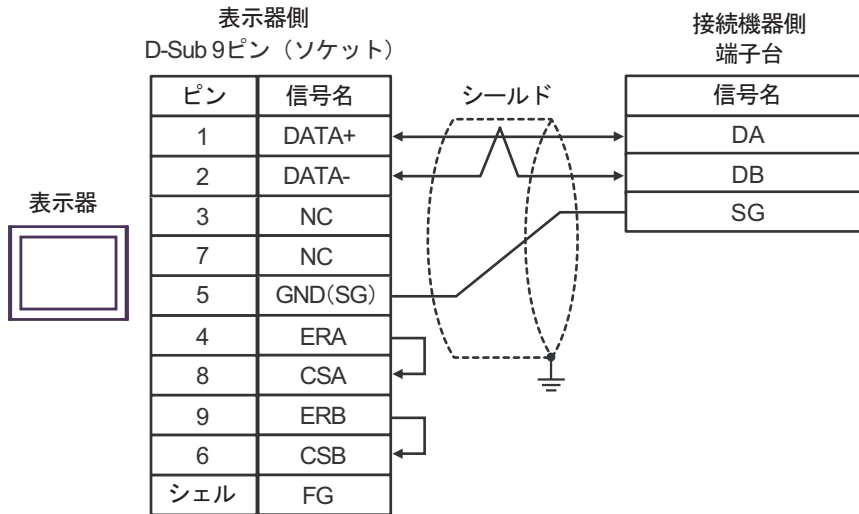 表示器側
D-Sub 9ピン（ソケット）
接続機器側
端子台
ピン 信号名 シールド 信号名
1 DATA+ DA
2 DATA- DB
表示器
3 NC SG
7 NC
5 GND(SG)
4 ERA
8 CSA
9 ERB
6 CSB
シェル FG